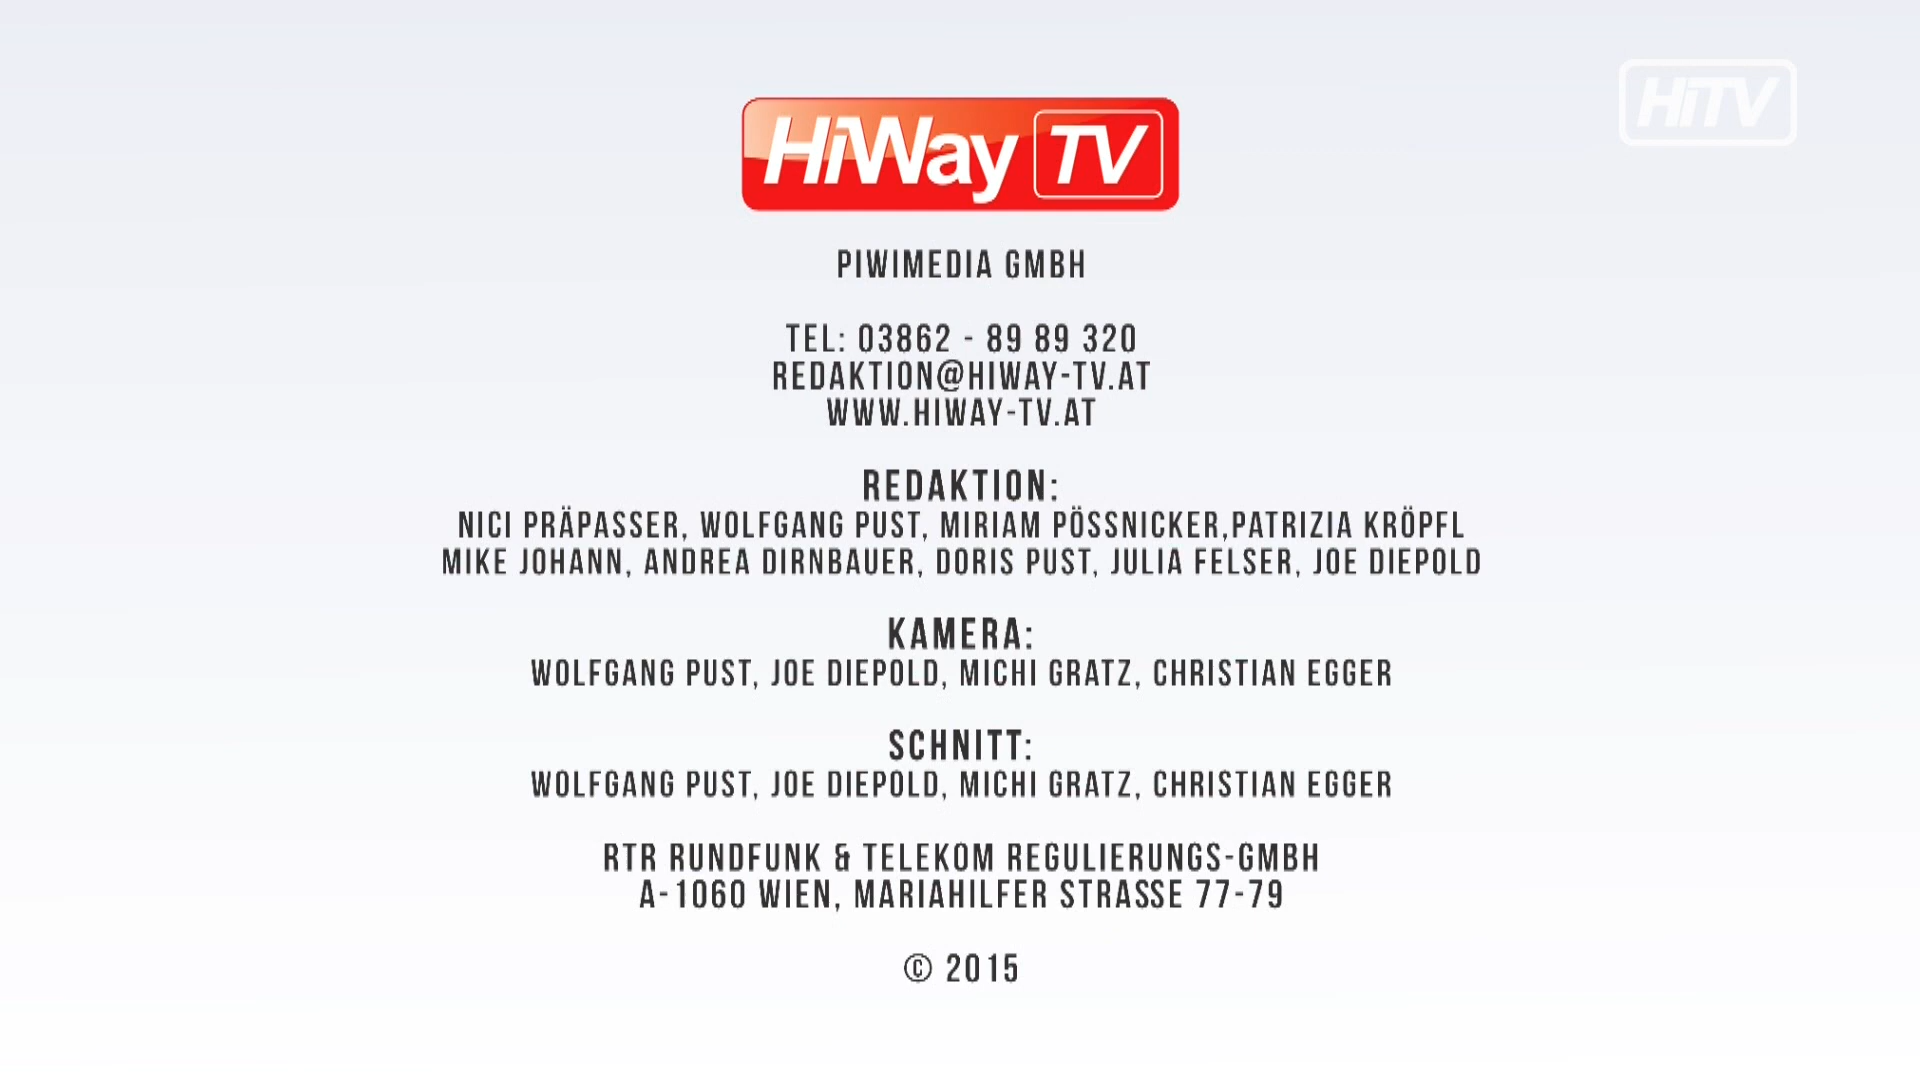 HiWay TV
HiTV
PIWIMEDIA GMBH
TEL: 03862 - 89 89 320
REDAKTION@HIWAY-TV.AT
WWW.HIWAY-TV.AT
REDAKTION:
NICI PRÄPASSER, WOLFGANG PUST, MIRIAM PÖSSNICKER,PATRIZIA KRÖPFL
MIKE JOHANN, ANDREA DIRNBAUER, DORIS PUST, JULIA FELSER, JOE DIEPOLD
KAMERA:
WOLFGANG PUST, JOE DIEPOLD, MICHI GRATZ, CHRISTIAN EGGER
SCHNITT:
WOLFGANG PUST, JOE DIEPOLD, MICHI GRATZ, CHRISTIAN EGGER
RTR RUNDFUNK & TELEKOM REGULIERUNGS-GMBH
A-1060 WIEN, MARIAHILFER STRASSE 77-79
© 2015